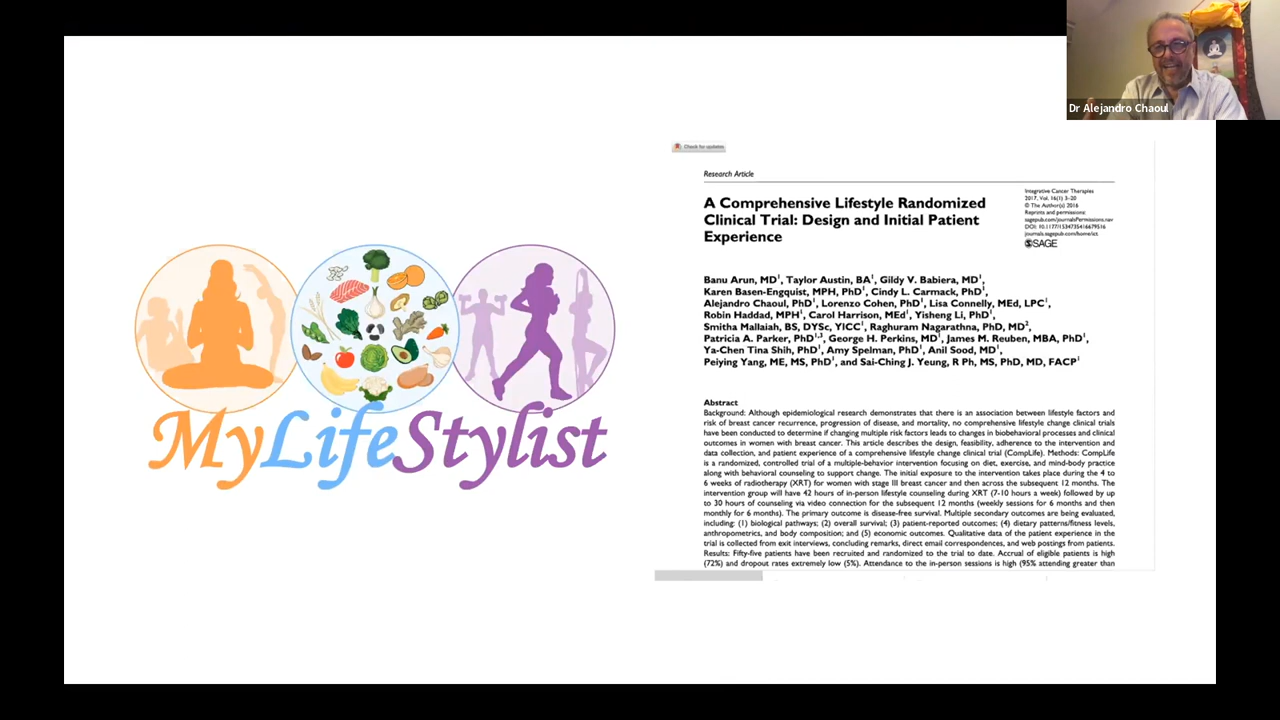 Dr Alejandro Chaoul
Check for updates
Research Article
A Comprehensive Lifestyle Randomized
Clinical Trial: Design and Initial Patient
Experience
Integrative Cancer Therapies
2017, Vol. 16(1) 3–20
© The Author(s) 2016
Reprints and permissions:
sagepub.com/journalsPermissions.nav
DOI: 10.1177/1534735416679516
journals.sagepub.com/home/ict
SAGE
Banu Arun, MD1, Taylor Austin, BA1, Gildy V. Babiera, MD1,
Karen Basen-Engquist, MPH, PhD1, Cindy L. Carmack, PhD1,
Alejandro Chaoul, PhD1, Lorenzo Cohen, PhD1, Lisa Connelly, MEd, LPC1,
Robin Haddad, MPH1, Carol Harrison, MEd1, Yisheng Li, PhD1,
Smitha Mallaiah, BS, DYSc, YICC1, Raghuram Nagarathna, PhD, MD2,
Patricia A. Parker, PhD1,3, George H. Perkins, MD1, James M. Reuben, MBA, PhD1,
Ya-Chen Tina Shih, PhD1, Amy Spelman, PhD1, Anil Sood, MD1,
Peiying Yang, ME, MS, PhD1, and Sai-Ching J. Yeung, R Ph, MS, PhD, MD, FACP1
Abstract
Background: Although epidemiological research demonstrates that there is an association between lifestyle factors and
risk of breast cancer recurrence, progression of disease, and mortality, no comprehensive lifestyle change clinical trials
have been conducted to determine if changing multiple risk factors leads to changes in biobehavioral processes and clinical
outcomes in women with breast cancer. This article describes the design, feasibility, adherence to the intervention and
data collection, and patient experience of a comprehensive lifestyle change clinical trial (CompLife). Methods: CompLife
is a randomized, controlled trial of a multiple-behavior intervention focusing on diet, exercise, and mind-body practice
along with behavioral counseling to support change. The initial exposure to the intervention takes place during the 4 to
6 weeks of radiotherapy (XRT) for women with stage III breast cancer and then across the subsequent 12 months. The
intervention group will have 42 hours of in-person lifestyle counseling during XRT (7-10 hours a week) followed by up
to 30 hours of counseling via video connection for the subsequent 12 months (weekly sessions for 6 months and then
monthly for 6 months). The primary outcome is disease-free survival. Multiple secondary outcomes are being evaluated,
including: (1) biological pathways; (2) overall survival; (3) patient-reported outcomes; (4) dietary patterns/fitness levels,
anthropometrics, and body composition; and (5) economic outcomes. Qualitative data of the patient experience in the
trial is collected from exit interviews, concluding remarks, direct email correspondences, and web postings from patients.
Results: Fifty-five patients have been recruited and randomized to the trial to date. Accrual of eligible patients is high
(72%) and dropout rates extremely low (5%). Attendance to the in-person sessions is high (95% attending greater than
MyLifeStylist